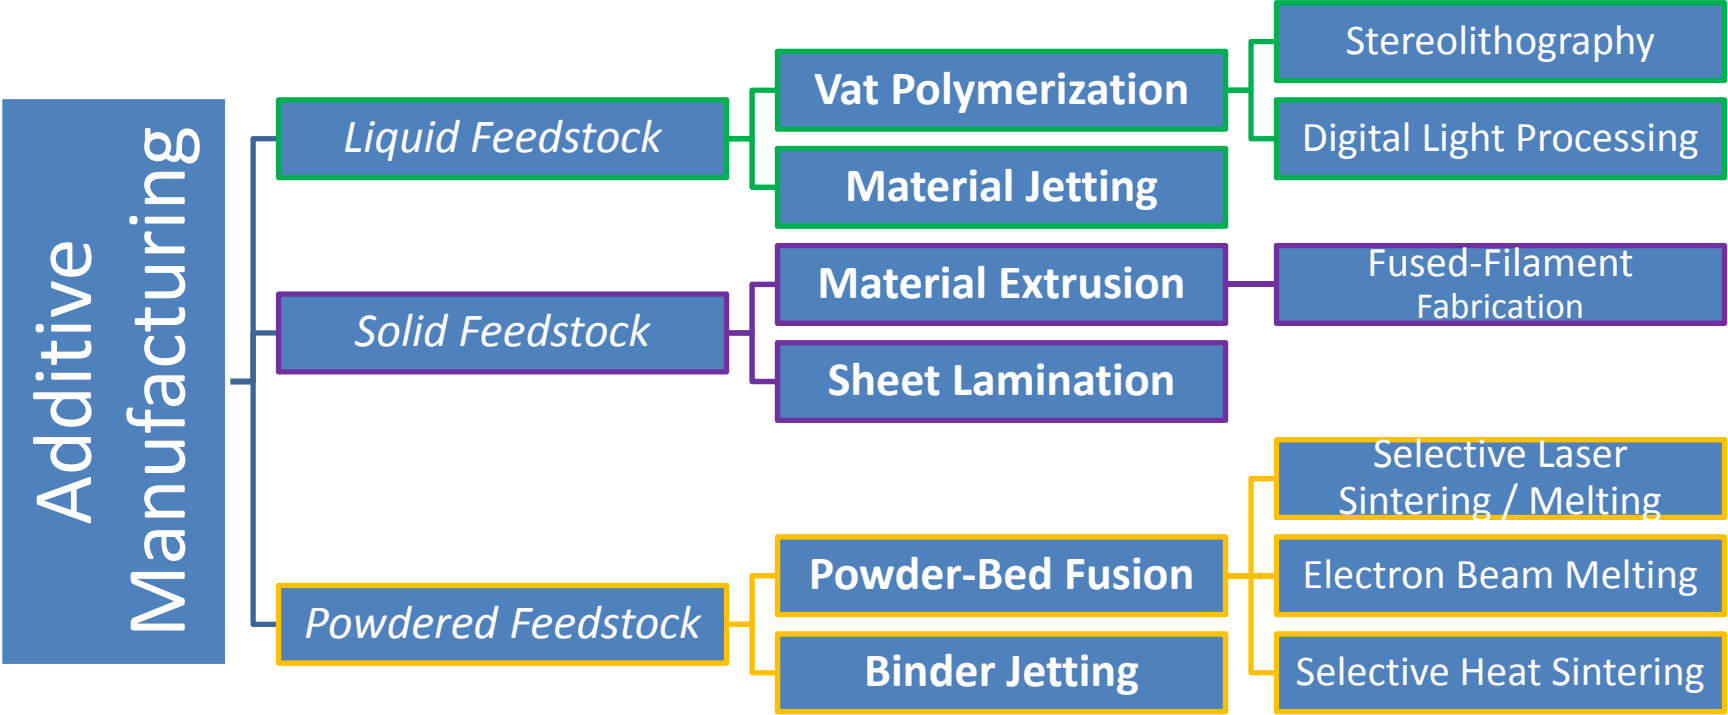 Additive
Manufacturing
Liquid Feedstock
Vat Polymerization
Stereolithography
Digital Light Processing
Material Jetting
Solid Feedstock
Material Extrusion
Fused-Filament
Fabrication
Sheet Lamination
Powdered Feedstock
Powder-Bed Fusion
Selective Laser
Sintering / Melting
Electron Beam Melting
Selective Heat Sintering
Binder Jetting